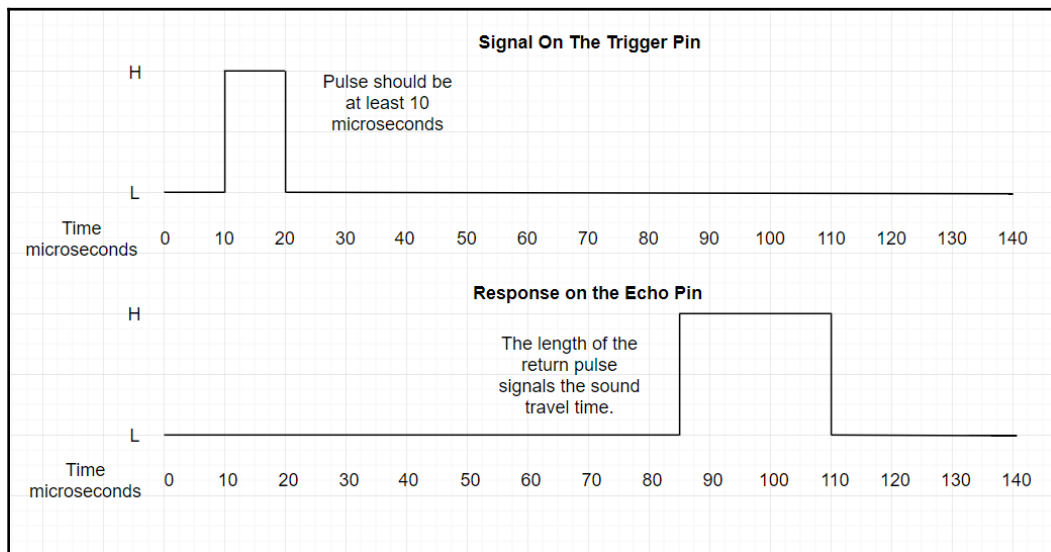 Signal On The Trigger Pin
H
Pulse should be
at least 10
microseconds
L
Time
microseconds
0 10 20 30 40 50 60 70 80 90 100 110 120 130 140
Response on the Echo Pin
H
The length of the
return pulse
signals the sound
travel time.
L
Time
microseconds
0 10 20 30 40 50 60 70 80 90 100 110 120 130 140